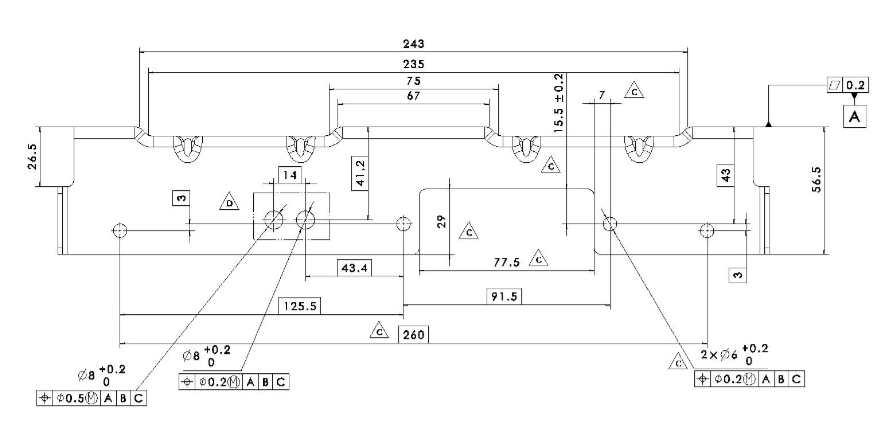 243
235
75
67
7
C
15.5 ± 0.2
0.2
A
26.5
41.2
C
43
56.5
14
D
3
29
C
C
77.5
3
43.4
91.5
125.5
C
260
Ø8 +0.2 0
⌖ Ø0.5Ⓜ A B C
Ø8 +0.2 0
⌖ Ø0.2Ⓜ A B C
C
2×Ø6 +0.2 0
⌖ Ø0.2Ⓜ A B C